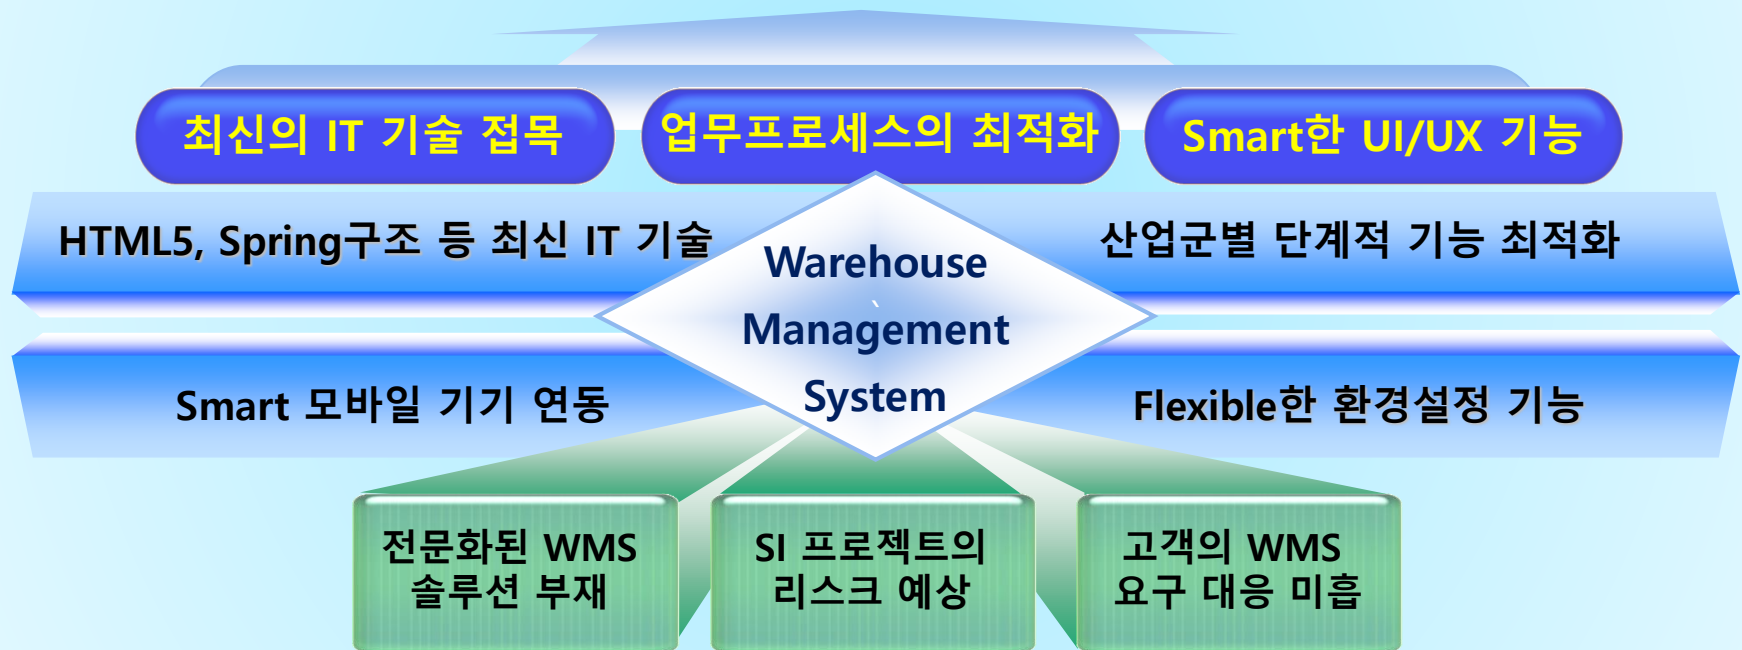 최신의 IT 기술 접목
업무프로세스의 최적화
Smart한 UI/UX 기능
HTML5, Spring구조 등 최신 IT 기술
산업군별 단계적 기능 최적화
Warehouse
、
Management
System
Smart 모바일 기기 연동
Flexible한 환경설정 기능
전문화된 WMS
솔루션 부재
SI 프로젝트의
리스크 예상
고객의 WMS
요구 대응 미흡